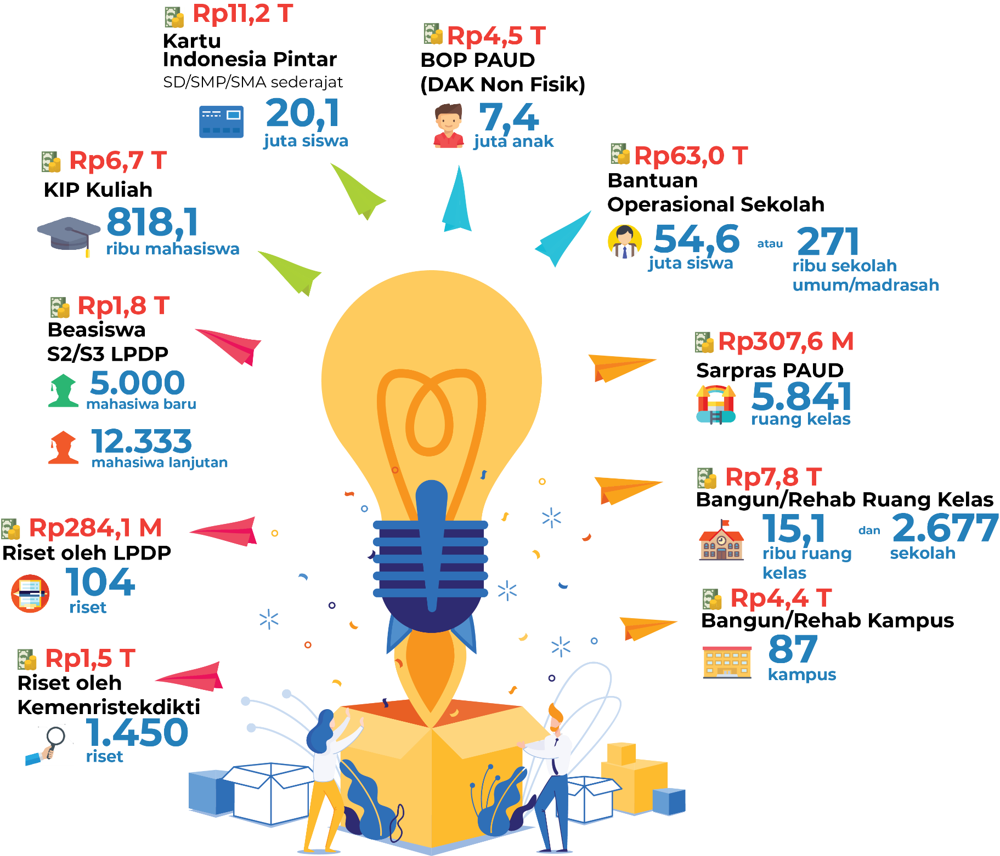 Rp11,2 T
Kartu
Indonesia Pintar
SD/SMP/SMA sederajat
20,1
juta siswa
Rp4,5 T
BOP PAUD
(DAK Non Fisik)
7,4
juta anak
Rp6,7 T
KIP Kuliah
818,1
ribu mahasiswa
Rp63,0 T
Bantuan
Operasional Sekolah
54,6 atau 271
juta siswa
ribu sekolah
umum/madrasah
Rp1,8 T
Beasiswa
S2/S3 LPDP
5.000
mahasiwa baru
12.333
mahasiwa lanjutan
Rp307,6 M
Sarpras PAUD
5.841
ruang kelas
Rp7,8 T
Bangun/Rehab Ruang Kelas
15,1 dan 2.677
ribu ruang sekolah
kelas
Rp284,1 M
Riset oleh LPDP
104
riset
Rp4,4 T
Bangun/Rehab Kampus
87
kampus
Rp1,5 T
Riset oleh
Kemenristekdikti
1.450
riset